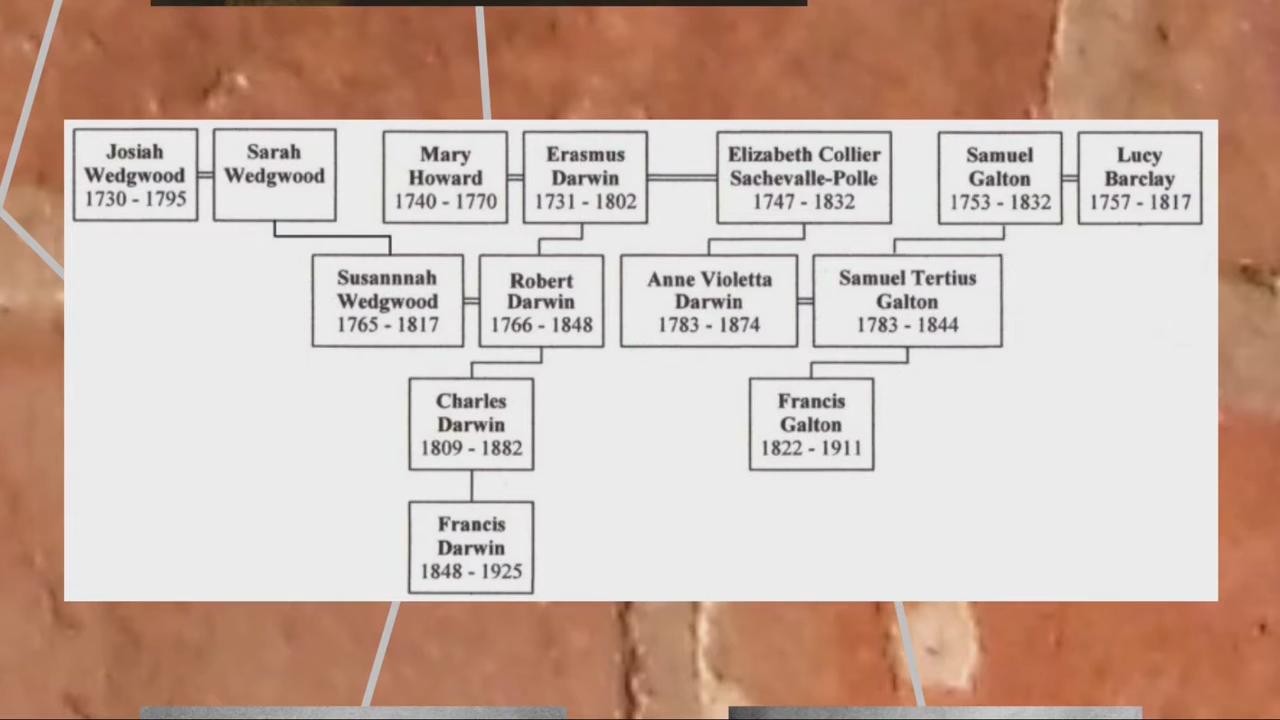 Josiah
Wedgwood
1730 - 1795
Sarah
Wedgwood
Mary
Howard
1740 - 1770
Erasmus
Darwin
1731 - 1802
Elizabeth Collier
Sachevalle-Polle
1747 - 1832
Samuel
Galton
1753 - 1832
Lucy
Barclay
1757 - 1817
Susannnah
Wedgwood
1765 - 1817
Robert
Darwin
1766 - 1848
Anne Violetta
Darwin
1783 - 1874
Samuel Tertius
Galton
1783 - 1844
Charles
Darwin
1809 - 1882
Francis
Galton
1822 - 1911
Francis
Darwin
1848 - 1925